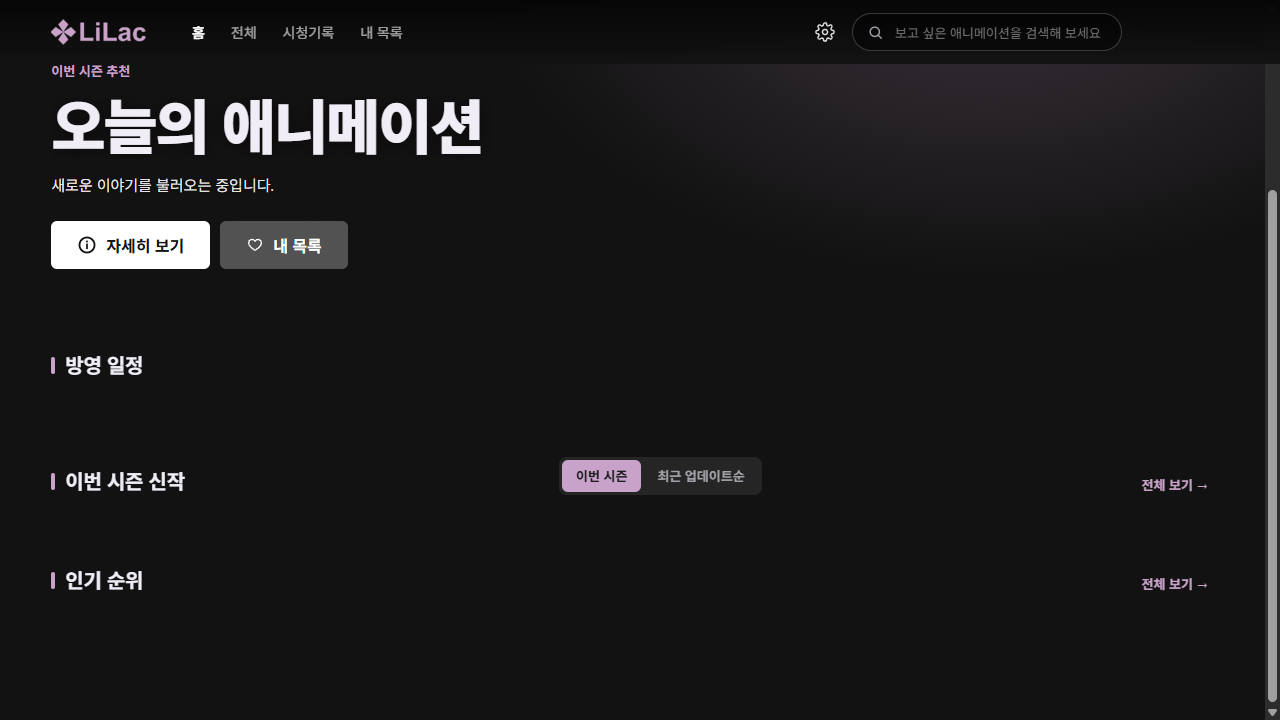 LiLac
홈
전체
시청기록
내 목록
보고 싶은 애니메이션을 검색해 보세요
이번 시즌 추천
오늘의 애니메이션
새로운 이야기를 불러오는 중입니다.
자세히 보기
내 목록
방영 일정
이번 시즌 신작
이번 시즌
최근 업데이트순
전체 보기 →
인기 순위
전체 보기 →